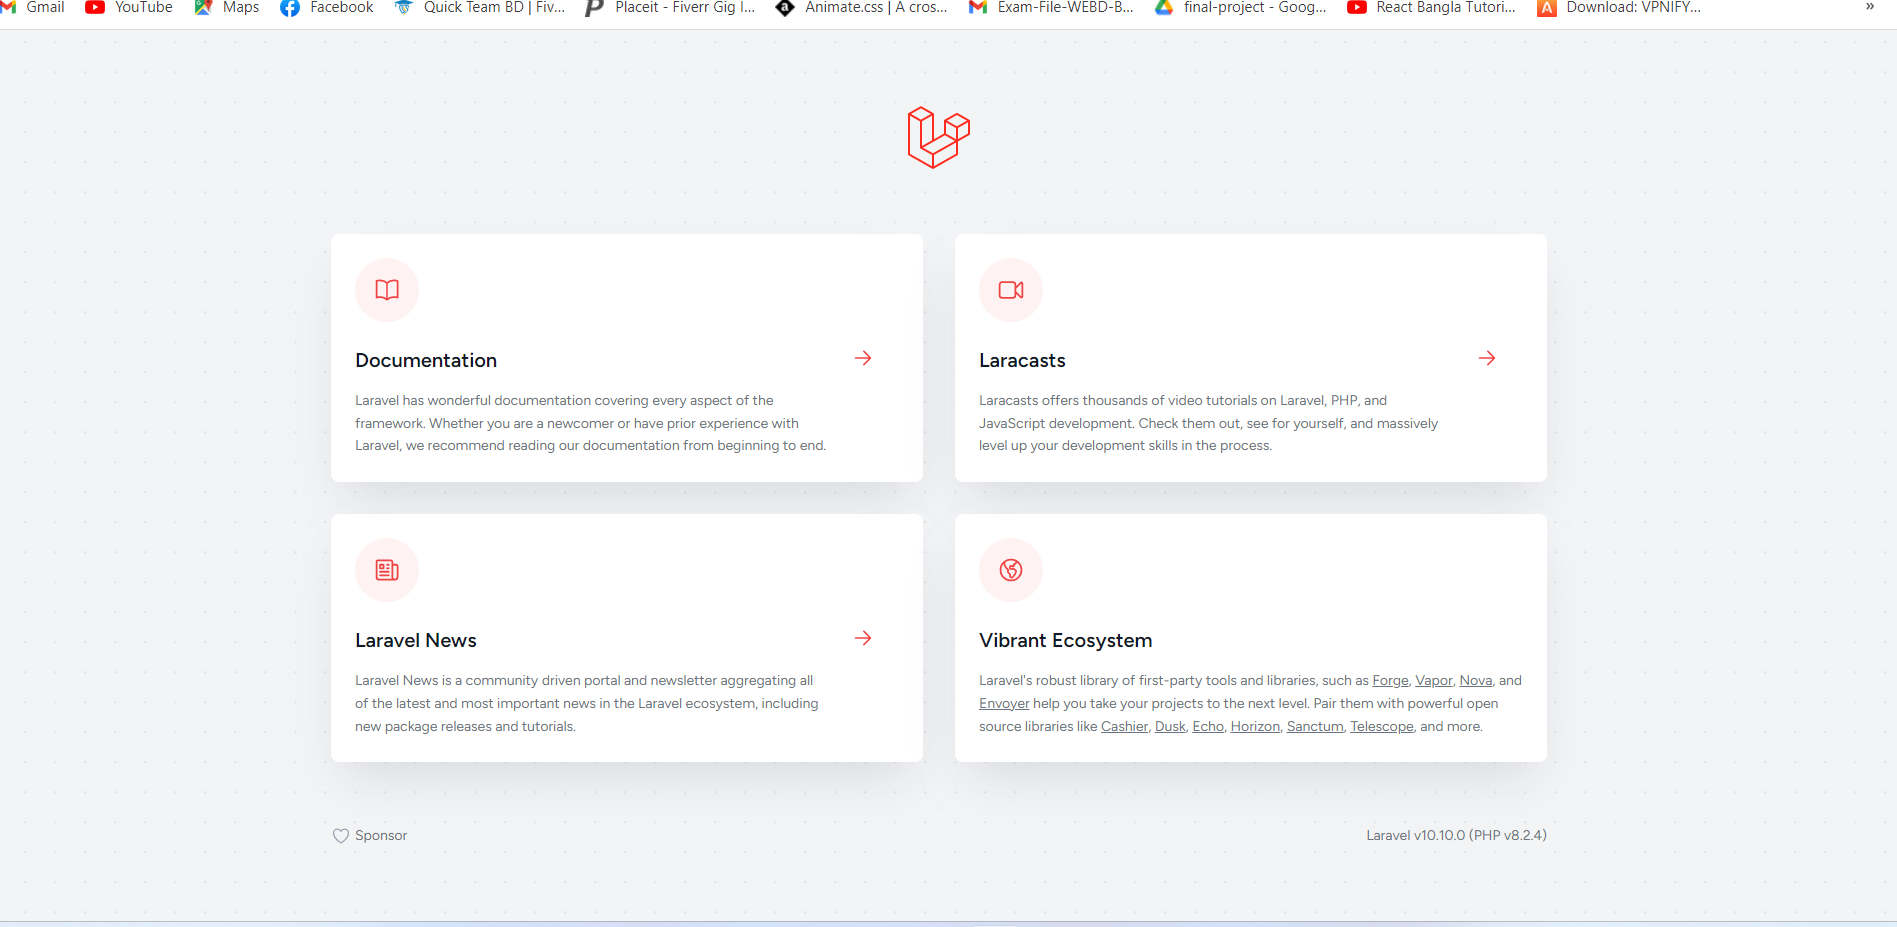 Gmail YouTube Maps Facebook Quick Team BD | Fiv... Placeit - Fiverr Gig I... Animate.css | A cros... Exam-File-WEBD-B... final-project - Goog... React Bangla Tutori... Download: VPNIFY... »
Documentation
Laravel has wonderful documentation covering every aspect of the
framework. Whether you are a newcomer or have prior experience with
Laravel, we recommend reading our documentation from beginning to end.
Laracasts
Laracasts offers thousands of video tutorials on Laravel, PHP, and
JavaScript development. Check them out, see for yourself, and massively
level up your development skills in the process.
Laravel News
Laravel News is a community driven portal and newsletter aggregating all
of the latest and most important news in the Laravel ecosystem, including
new package releases and tutorials.
Vibrant Ecosystem
Laravel's robust library of first-party tools and libraries, such as Forge, Vapor, Nova, and
Envoyer help you take your projects to the next level. Pair them with powerful open
source libraries like Cashier, Dusk, Echo, Horizon, Sanctum, Telescope, and more.
Sponsor
Laravel v10.10.0 (PHP v8.2.4)